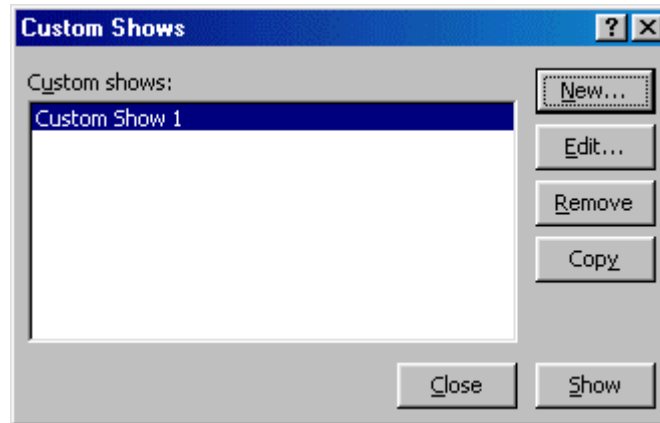 Custom Shows
Custom shows:
Custom Show 1
New...
Edit...
Remove
Copy
Close
Show